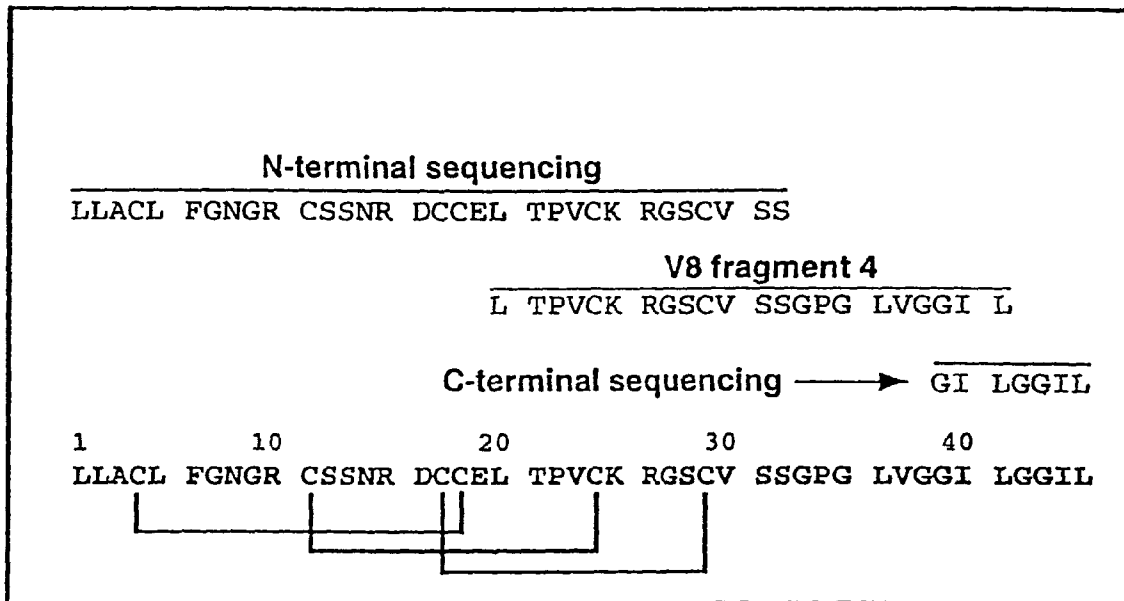 N-terminal sequencing
LLACL FGNGR CSSNR DCCEL TPVCK RGSCV SS
V8 fragment 4
L TPVCK RGSCV SSGPG LVGGI L
C-terminal sequencing → GI LGGIL
1 10 20 30 40
LLACL FGNGR CSSNR DCCEL TPVCK RGSCV SSGPG LVGGI LGGIL